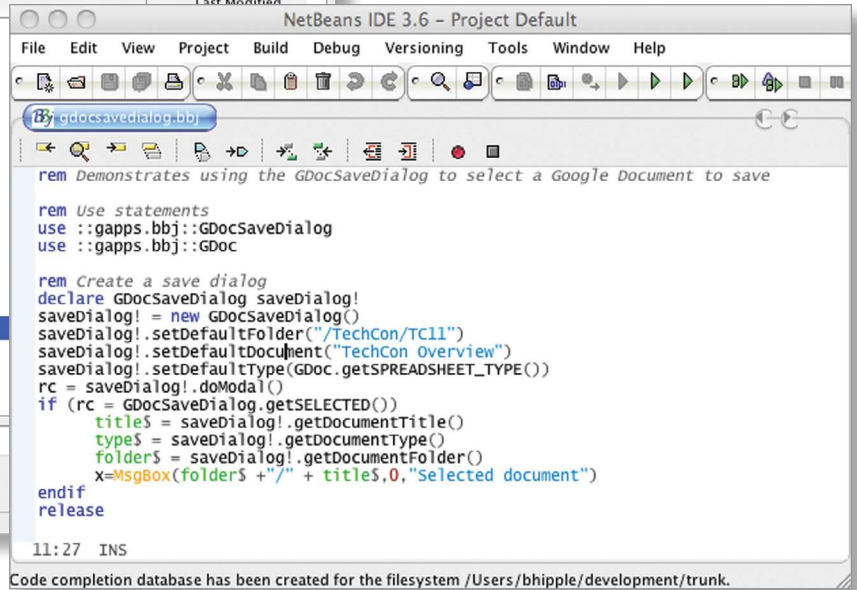 Last Modified
NetBeans IDE 3.6 – Project Default
File Edit View Project Build Debug Versioning Tools Window Help
BBj gdocsavedialog.bbj
rem Demonstrates using the GDocSaveDialog to select a Google Document to save
rem Use statements
use ::gapps.bbj::GDocSaveDialog
use ::gapps.bbj::GDoc
rem Create a save dialog
declare GDocSaveDialog saveDialog!
saveDialog! = new GDocSaveDialog()
saveDialog!.setDefaultFolder("/TechCon/TC11")
saveDialog!.setDefaultDocument("TechCon Overview")
saveDialog!.setDefaultType(GDoc.getSPREADSHEET_TYPE())
rc = saveDialog!.doModal()
if (rc = GDocSaveDialog.getSELECTED())
title$ = saveDialog!.getDocumentTitle()
type$ = saveDialog!.getDocumentType()
folder$ = saveDialog!.getDocumentFolder()
x=MsgBox(folder$ +"/" + title$,0,"Selected document")
endif
release
11:27 INS
Code completion database has been created for the filesystem /Users/bhipple/development/trunk.